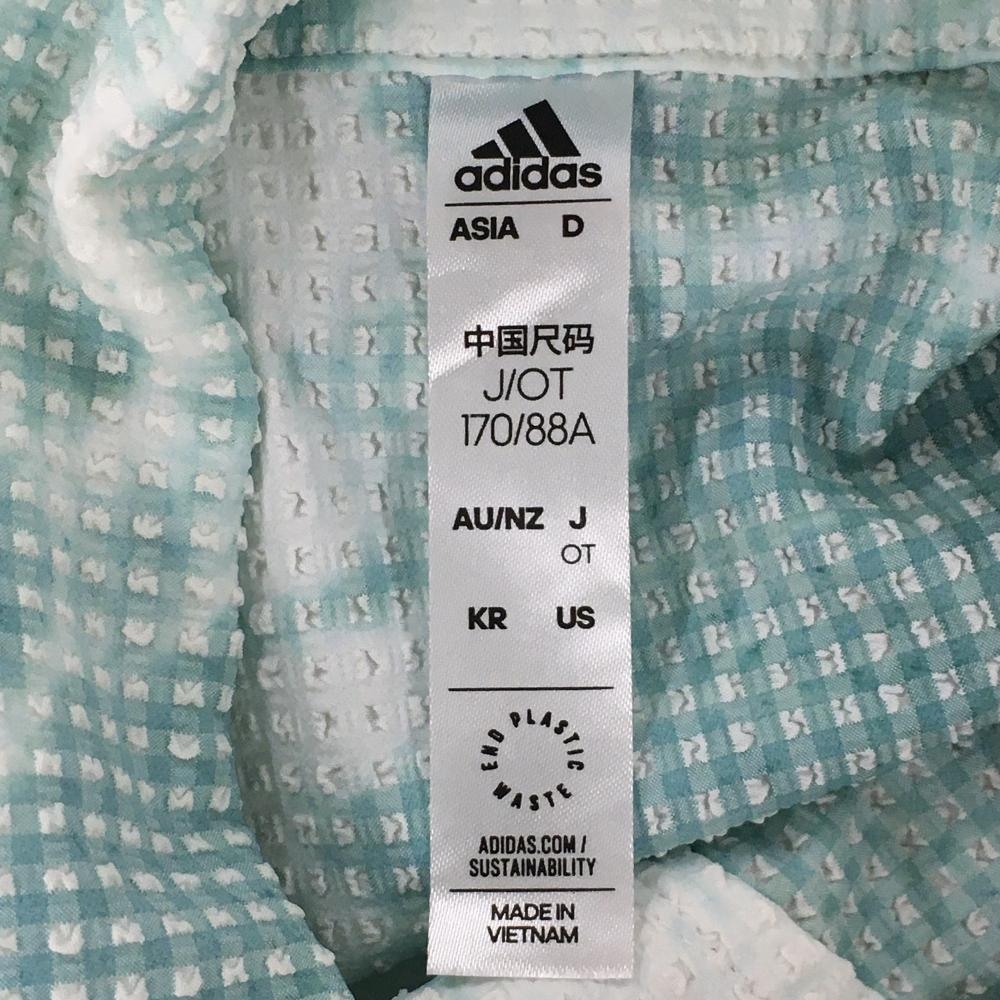 adidas
ASIA D
中国尺码
J/OT
170/88A
AU/NZ J
OT
KR US
END PLASTIC WASTE
ADIDAS.COM /
SUSTAINABILITY
MADE IN
VIETNAM